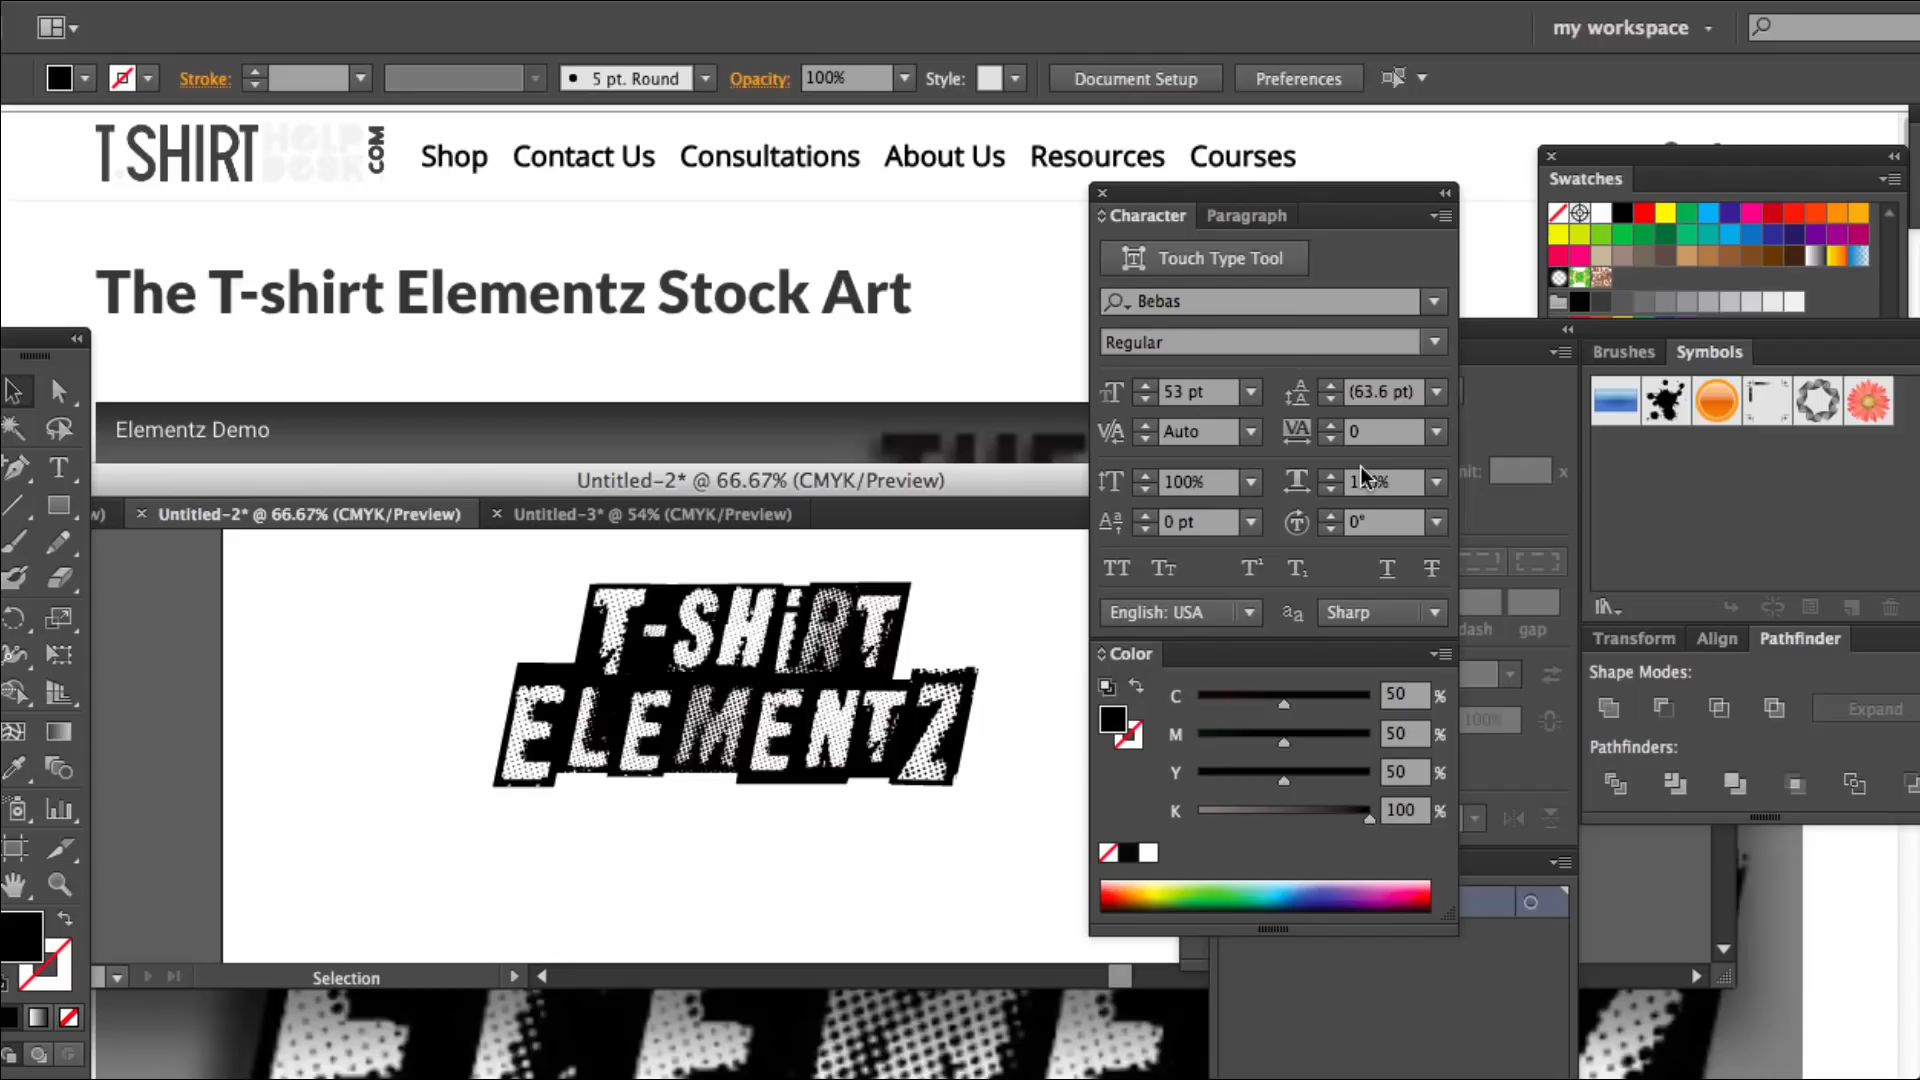 my workspace
Stroke:
5 pt. Round
Opacity:
100%
Style:
Document Setup
Preferences
T.SHIRT HELP DESK .COM
Shop
Contact Us
Consultations
About Us
Resources
Courses
The T-shirt Elementz Stock Art
Elementz Demo
Untitled-2* @ 66.67% (CMYK/Preview)
Untitled-2* @ 66.67% (CMYK/Preview)
Untitled-3* @ 54% (CMYK/Preview)
T-SHiRT
ELEMENTZ
Selection
Character
Paragraph
Touch Type Tool
Bebas
Regular
53 pt
(63.6 pt)
Auto
0
100%
0 pt
0°
English: USA
Sharp
Color
C 50 %
M 50 %
Y 50 %
K 100 %
Swatches
Brushes
Symbols
dash
gap
100%
Transform
Align
Pathfinder
Shape Modes:
Expand
Pathfinders: